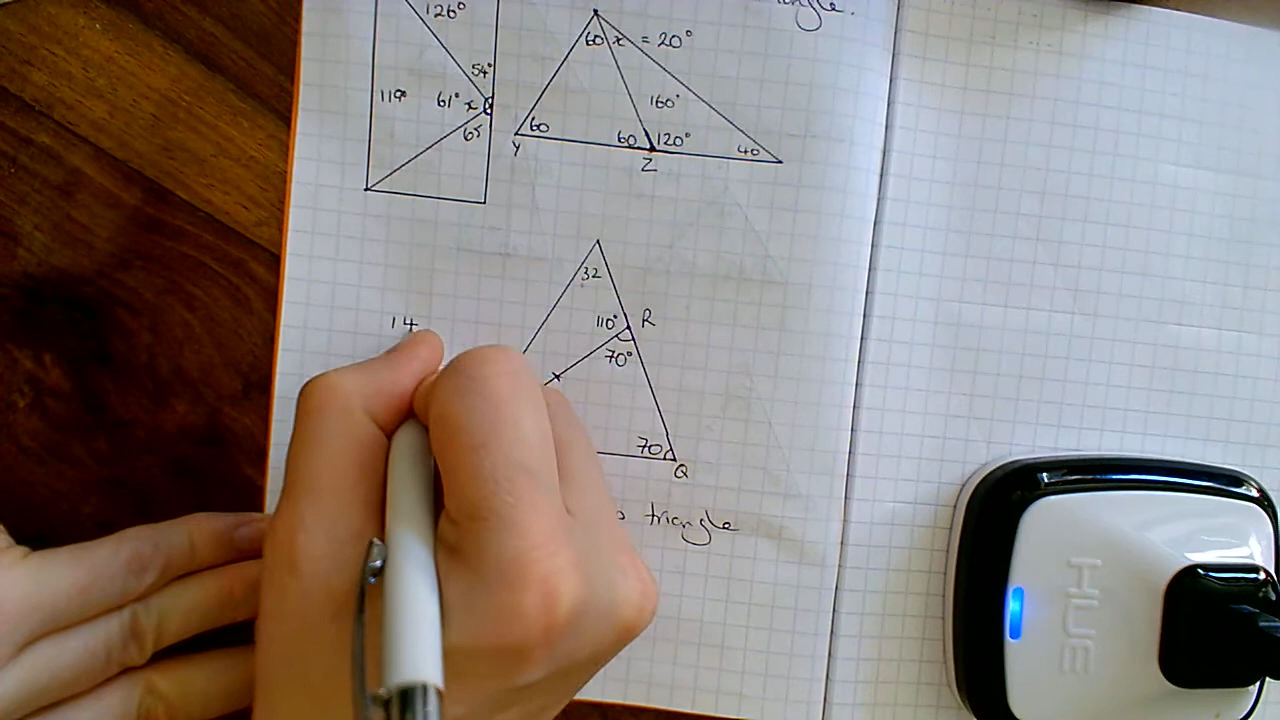 126°
54°
119°
61° x
65
60 x = 20°
160°
60
60 120°
40
Y
Z
32
110° R
70°
14
70
Q
triangle
HUE